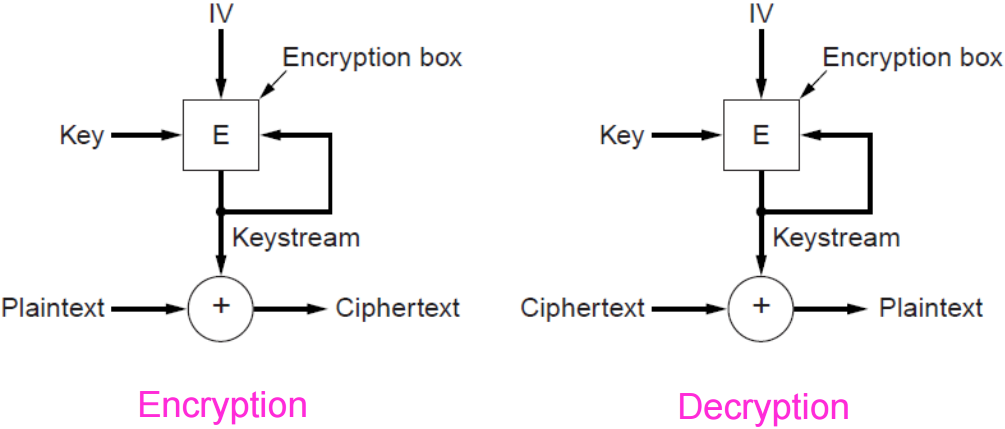 IV
Encryption box
Key
E
Keystream
Plaintext
+
Ciphertext
Encryption
IV
Encryption box
Key
E
Keystream
Ciphertext
+
Plaintext
Decryption